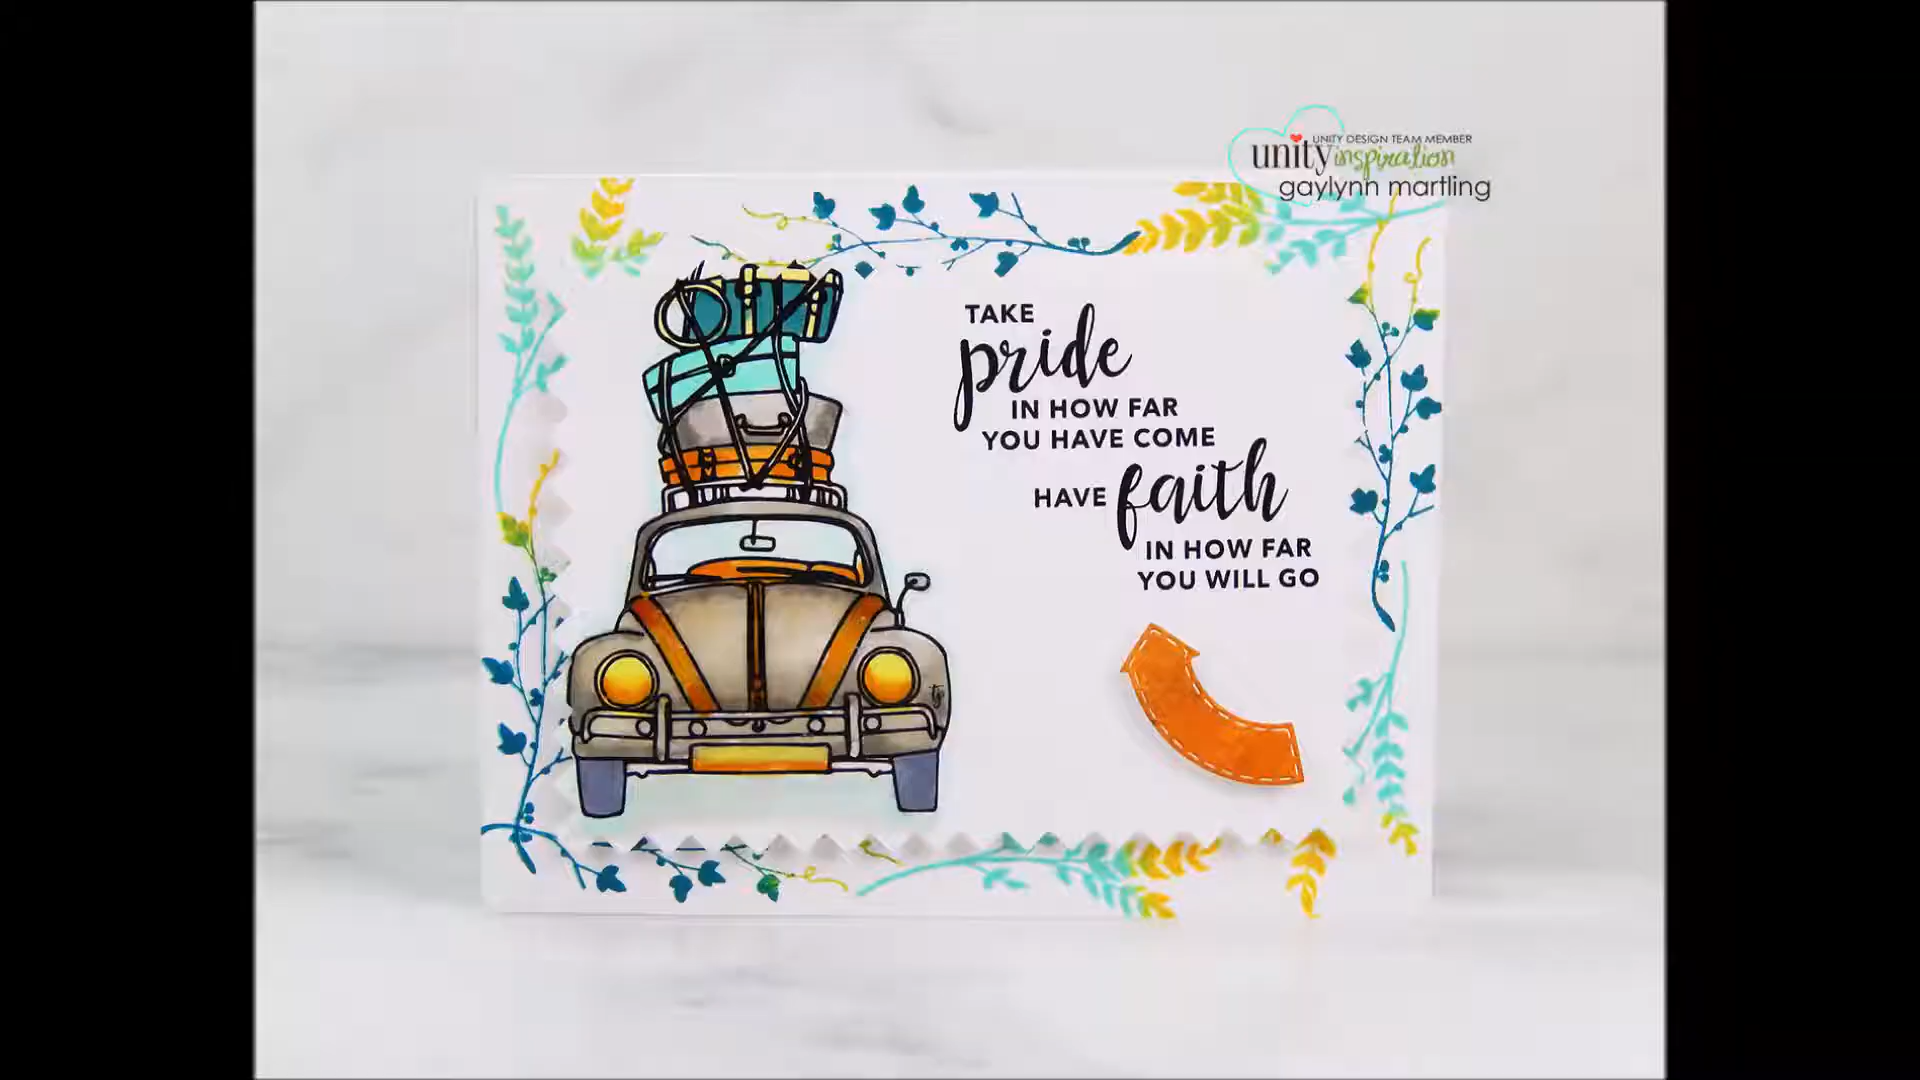 UNITY DESIGN TEAM MEMBER
unity inspiration
gaylynn martling
TAKE
pride
IN HOW FAR
YOU HAVE COME
HAVE faith
IN HOW FAR
YOU WILL GO